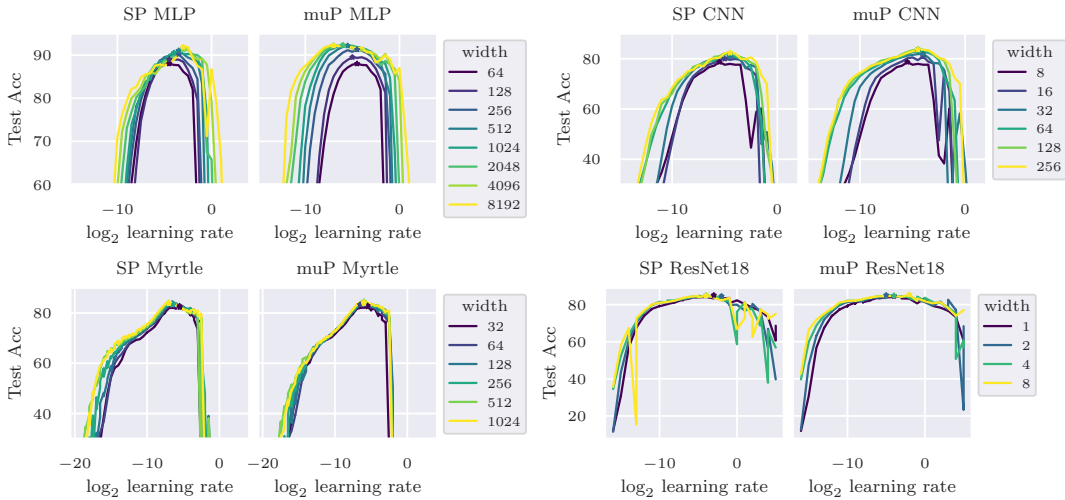 SP MLP
muP MLP
90
80
70
60
Test Acc
−10
0
−10
0
log2 learning rate
log2 learning rate
width
64
128
256
512
1024
2048
4096
8192
SP CNN
muP CNN
80
60
40
Test Acc
−10
0
−10
0
log2 learning rate
log2 learning rate
width
8
16
32
64
128
256
SP Myrtle
muP Myrtle
80
60
40
Test Acc
−20
−10
0
−20
−10
0
log2 learning rate
log2 learning rate
width
32
64
128
256
512
1024
SP ResNet18
muP ResNet18
80
60
40
20
Test Acc
−10
0
−10
0
log2 learning rate
log2 learning rate
width
1
2
4
8